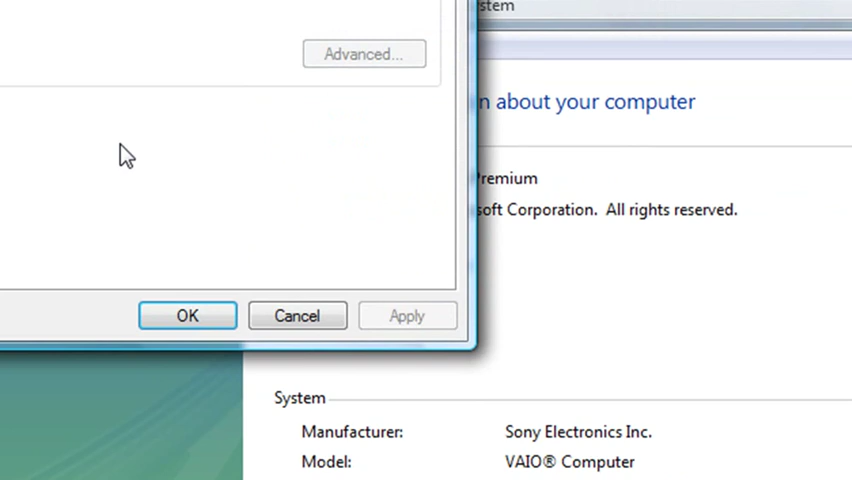 stem
Advanced...
n about your computer
Premium
soft Corporation. All rights reserved.
OK
Cancel
Apply
System
Manufacturer: Sony Electronics Inc.
Model: VAIO® Computer